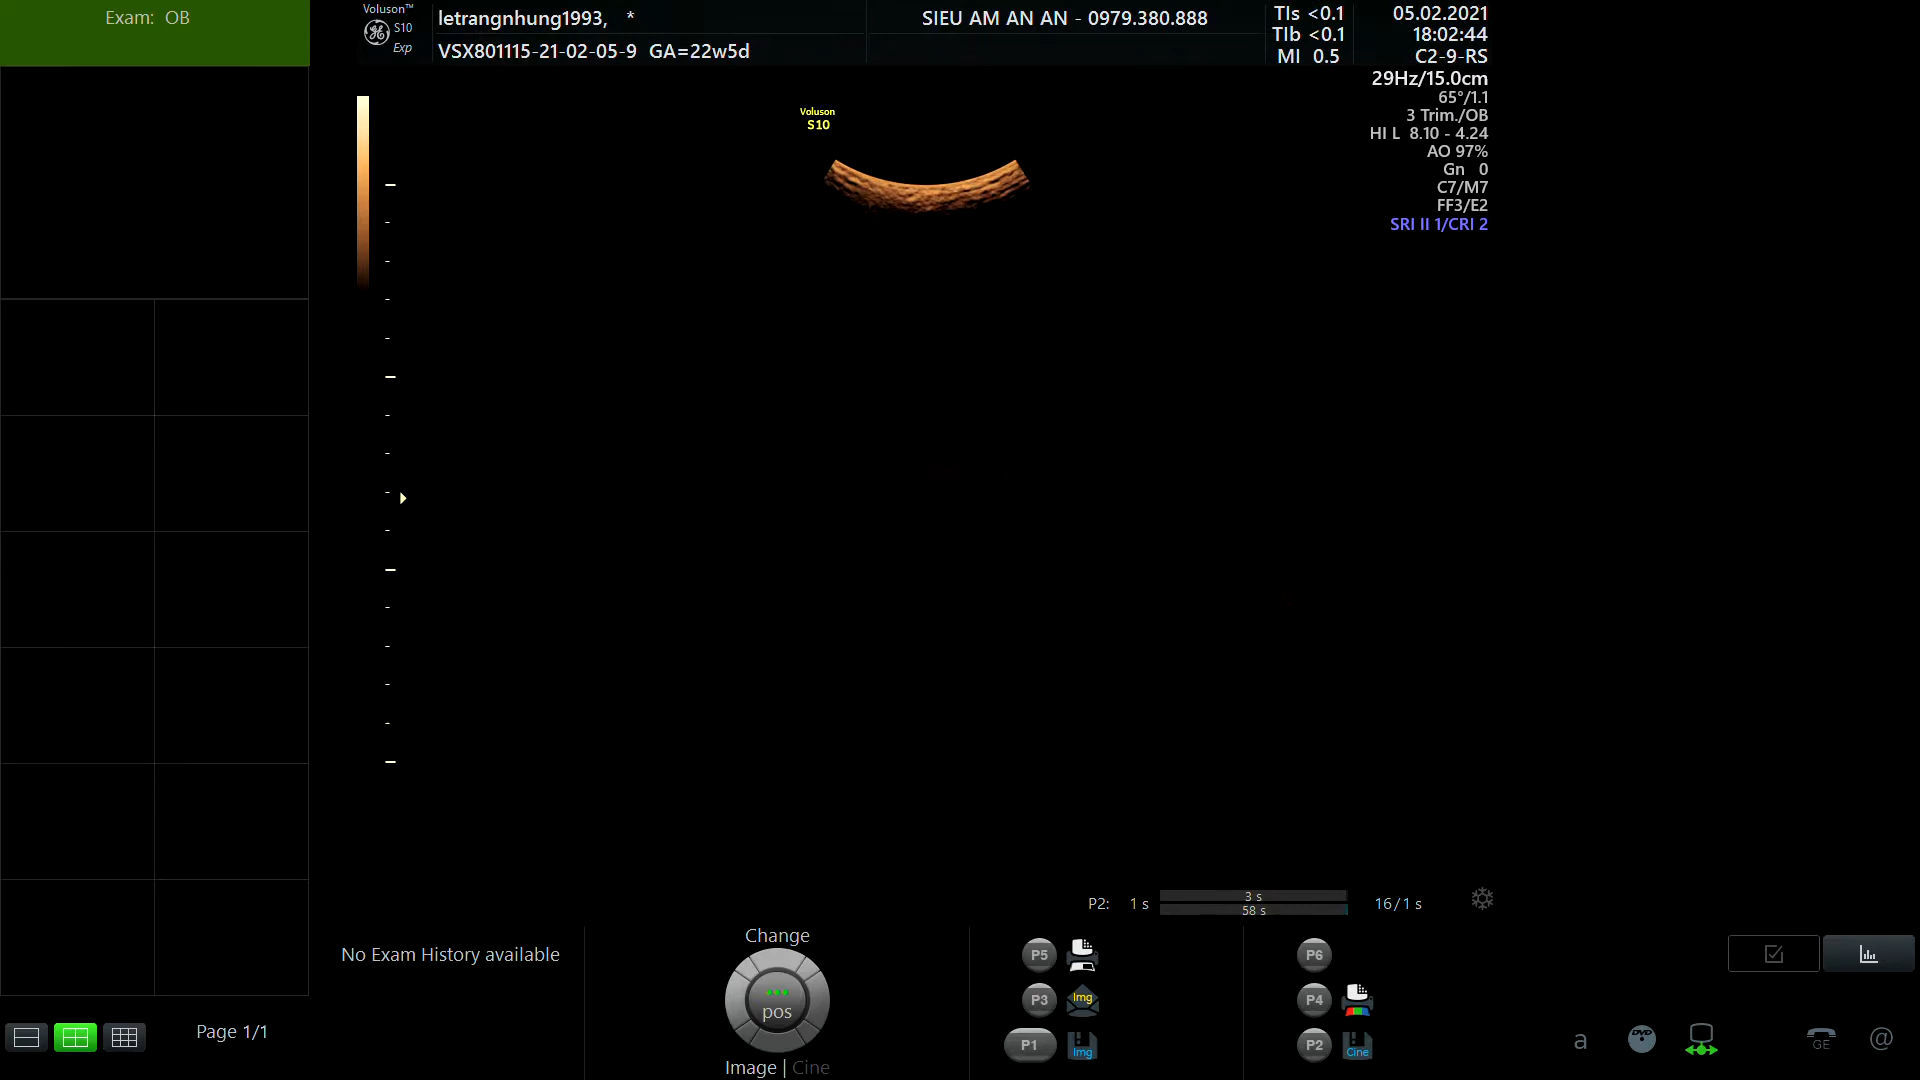 Exam: OB
Voluson™
S10
Exp
letrangnhung1993, *
VSX801115-21-02-05-9 GA=22w5d
SIEU AM AN AN - 0979.380.888
TIs <0.1
TIb <0.1
MI 0.5
05.02.2021
18:02:44
C2-9-RS
29Hz/15.0cm
65°/1.1
3 Trim./OB
HI L 8.10 - 4.24
AO 97%
Gn 0
C7/M7
FF3/E2
SRI II 1/CRI 2
Voluson
S10
P2: 1 s
3 s
58 s
16/1 s
No Exam History available
Change
pos
Image | Cine
P5
P3 Img
P1 Img
P6
P4
P2 Cine
Page 1/1
a
DVD
GE
@